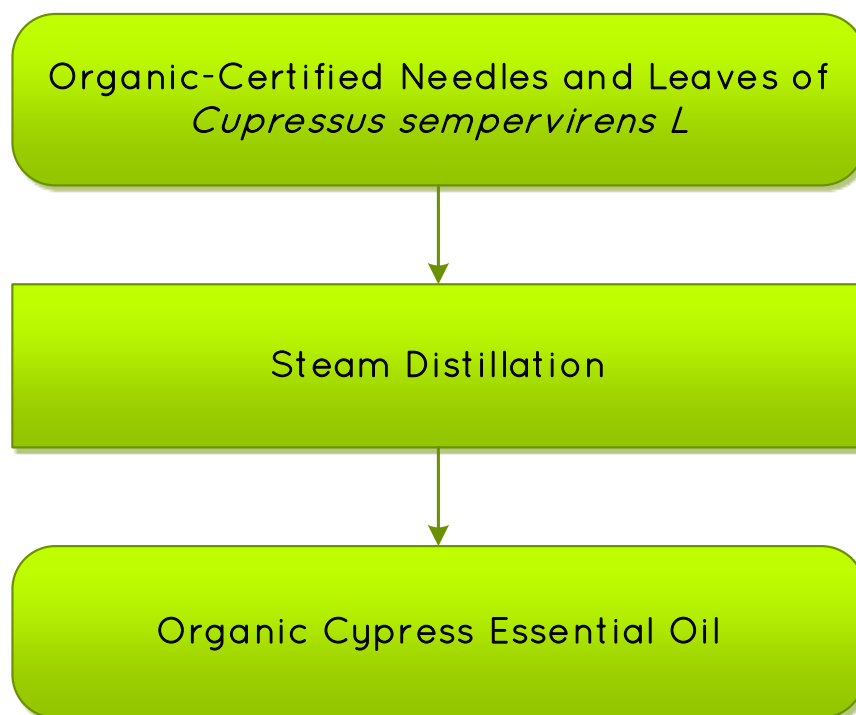 Organic-Certified Needles and Leaves of
Cupressus sempervirens L
Steam Distillation
Organic Cypress Essential Oil